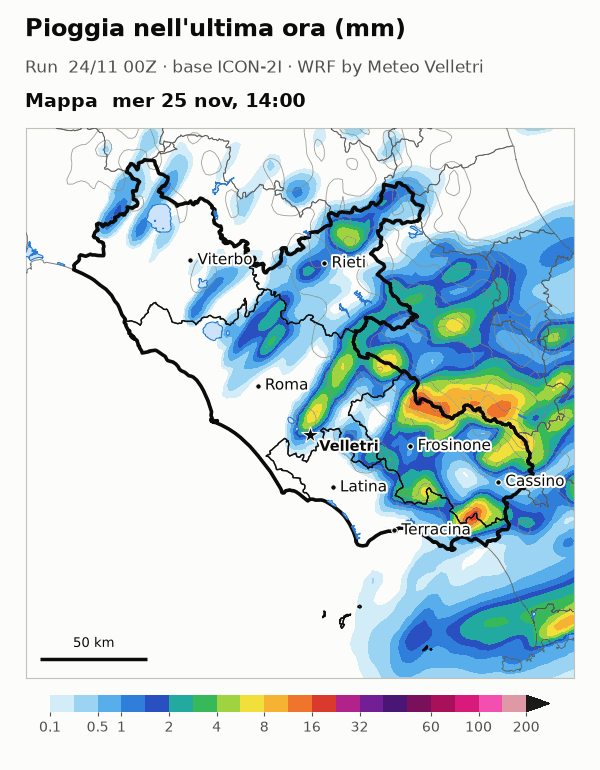 Pioggia nell'ultima ora (mm)
Run 24/11 00Z · base ICON-2I · WRF by Meteo Velletri
Mappa mer 25 nov, 14:00
Viterbo
Rieti
Roma
Velletri
Frosinone
Cassino
Latina
Terracina
50 km
0.1 0.5 1 2 4 8 16 32 60 100 200